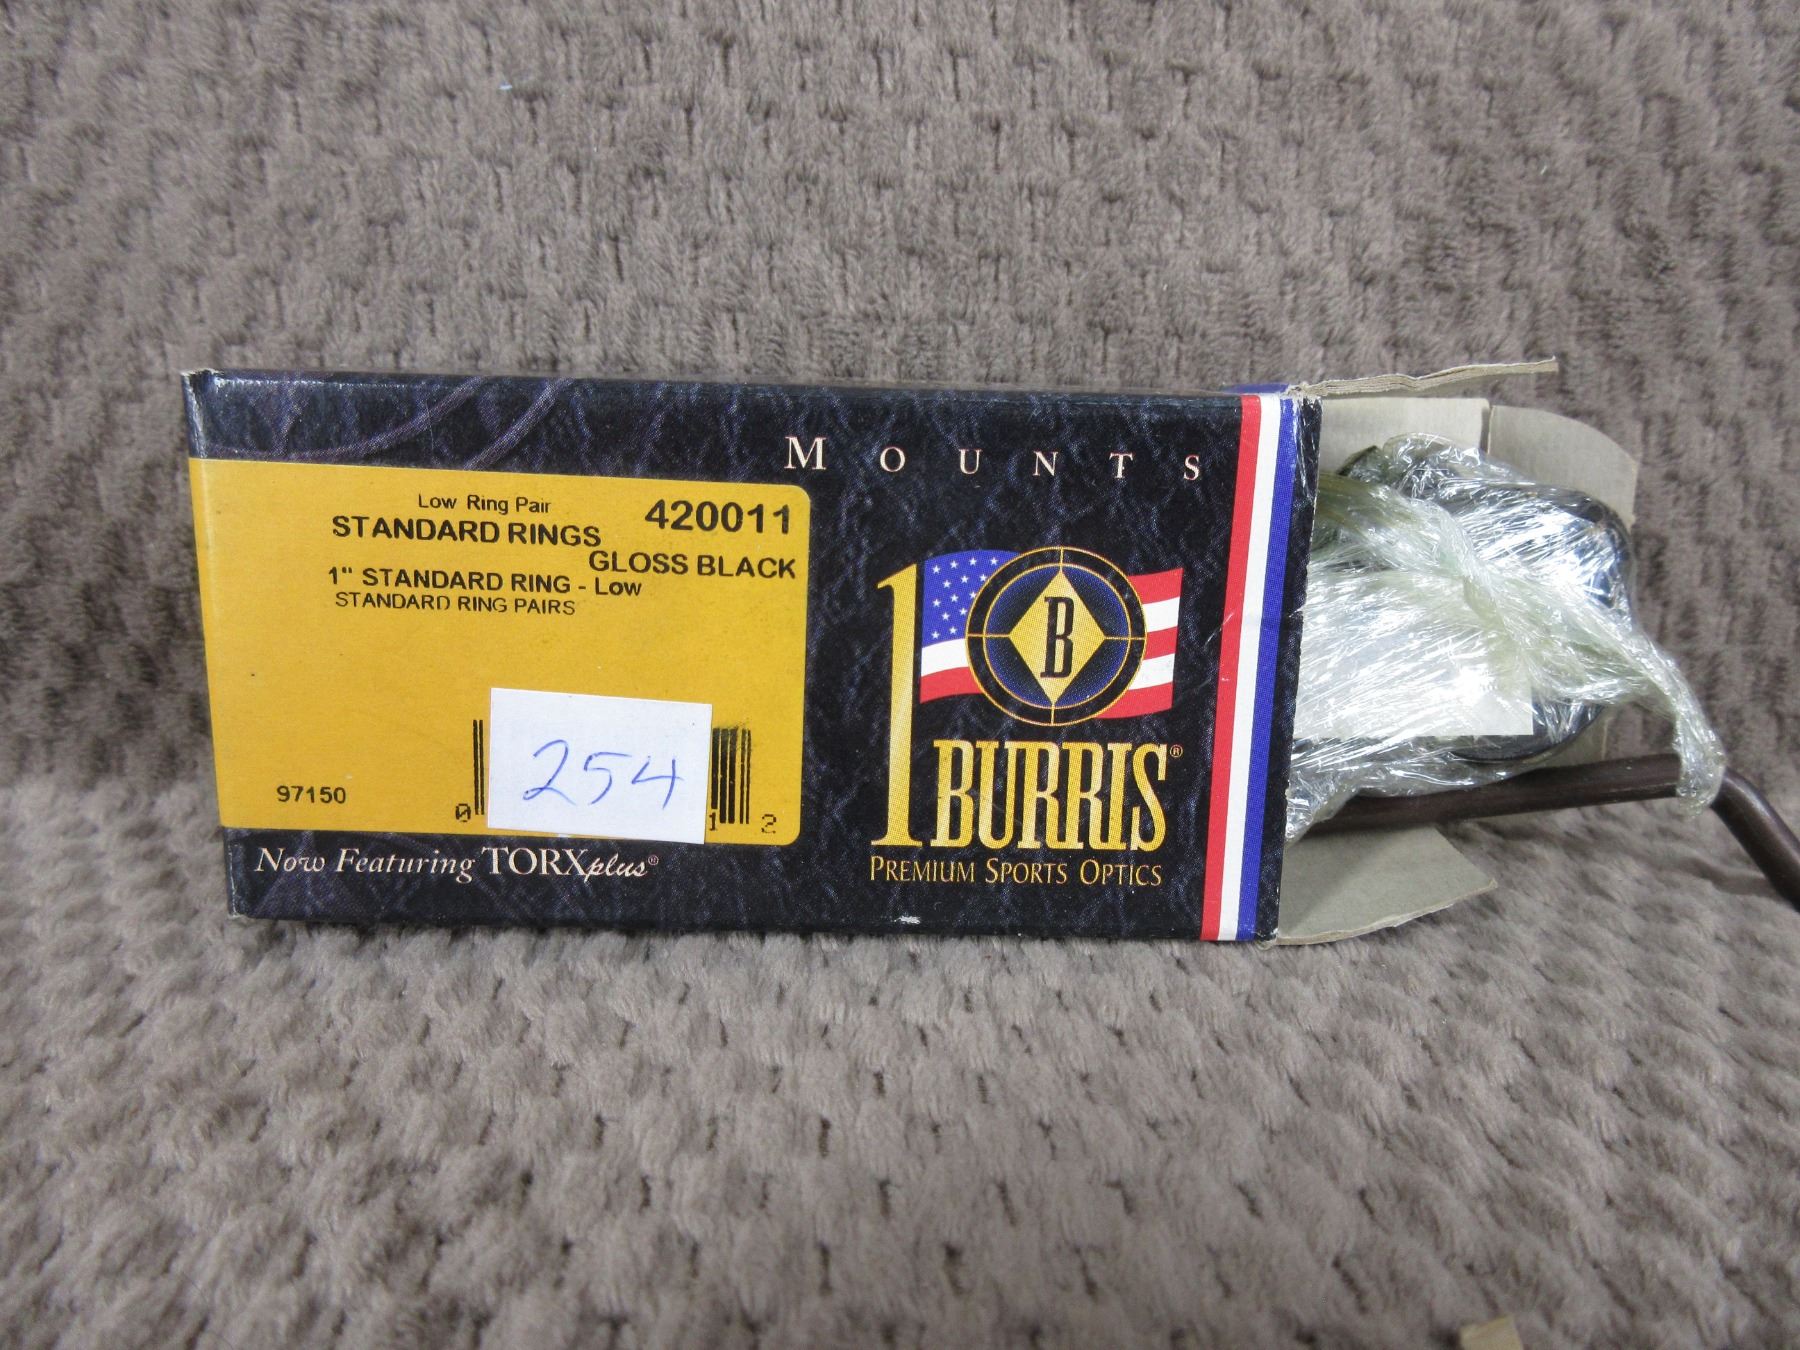 MOUNTS
Low Ring Pair
420011
STANDARD RINGS
GLOSS BLACK
1" STANDARD RING - Low
STANDARD RING PAIRS
254
97150
0
1 2
Now Featuring TORXplus®
1
B
BURRIS®
PREMIUM SPORTS OPTICS